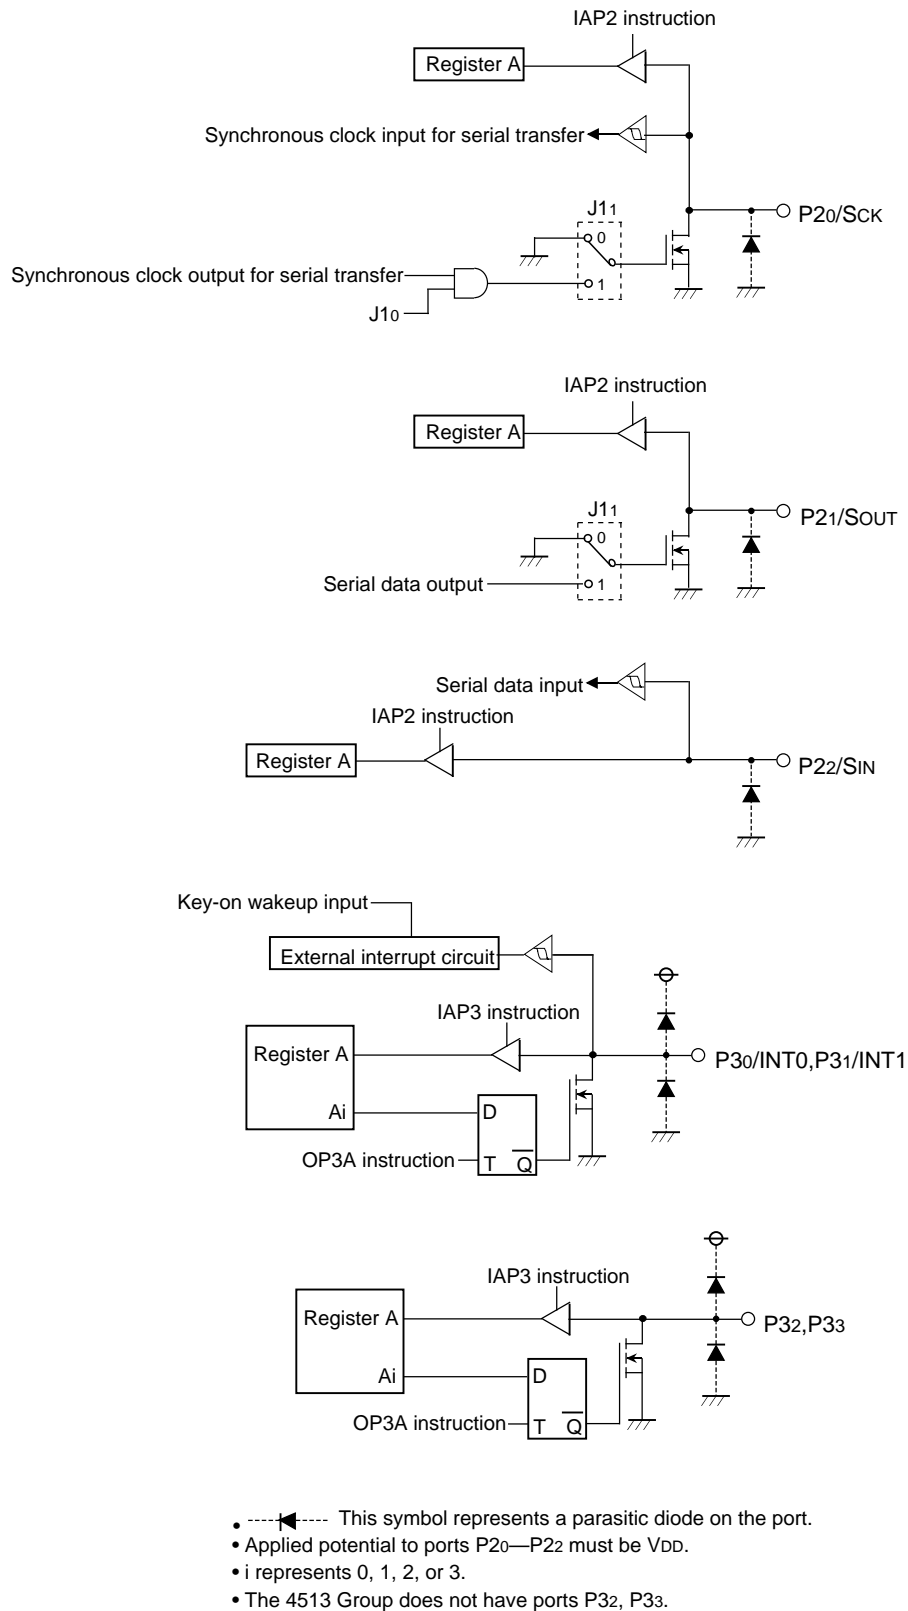 IAP2 instruction
Register A
Synchronous clock input for serial transfer
J11
P20/SCK
0
Synchronous clock output for serial transfer
1
J10
IAP2 instruction
Register A
J11
P21/SOUT
0
Serial data output
1
Serial data input
IAP2 instruction
Register A
P22/SIN
Key-on wakeup input
External interrupt circuit
IAP3 instruction
Register A
P30/INT0,P31/INT1
Ai
D
OP3A instruction
T Q
IAP3 instruction
Register A
P32,P33
Ai
D
OP3A instruction
T Q
• This symbol represents a parasitic diode on the port.
• Applied potential to ports P20—P22 must be VDD.
• i represents 0, 1, 2, or 3.
• The 4513 Group does not have ports P32, P33.